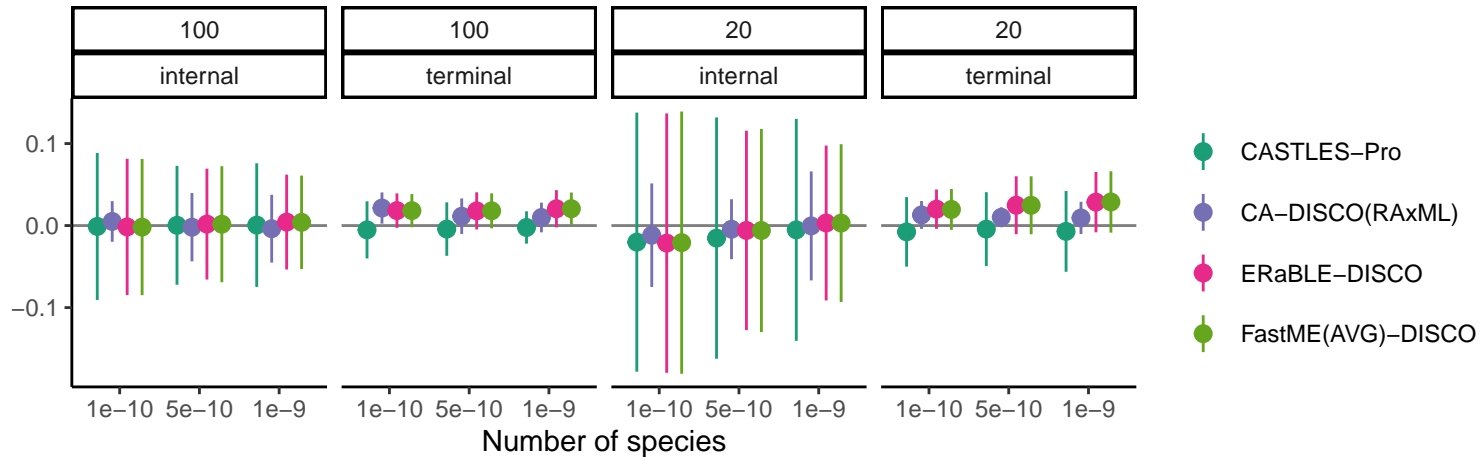 100 100 20 20
internal terminal internal terminal
0.1
0.0
−0.1
1e−10 5e−10 1e−9 1e−10 5e−10 1e−9 1e−10 5e−10 1e−9 1e−10 5e−10 1e−9
Number of species
CASTLES−Pro
CA−DISCO(RAxML)
ERaBLE−DISCO
FastME(AVG)−DISCO